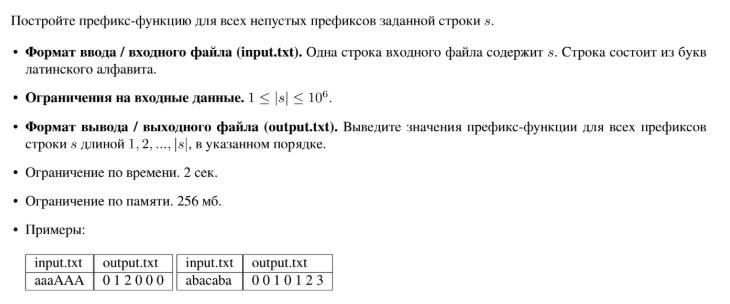 Постройте префикс-функцию для всех непустых префиксов заданной строки s.
• Формат ввода / входного файла (input.txt). Одна строка входного файла содержит s. Строка состоит из букв
латинского алфавита.
• Ограничения на входные данные. 1 ≤ |s| ≤ 10⁶.
• Формат вывода / выходного файла (output.txt). Выведите значения префикс-функции для всех префиксов
строки s длиной 1, 2, ..., |s|, в указанном порядке.
• Ограничение по времени. 2 сек.
• Ограничение по памяти. 256 мб.
• Примеры:
input.txt output.txt input.txt output.txt
aaaAAA 0 1 2 0 0 0 abacaba 0 0 1 0 1 2 3